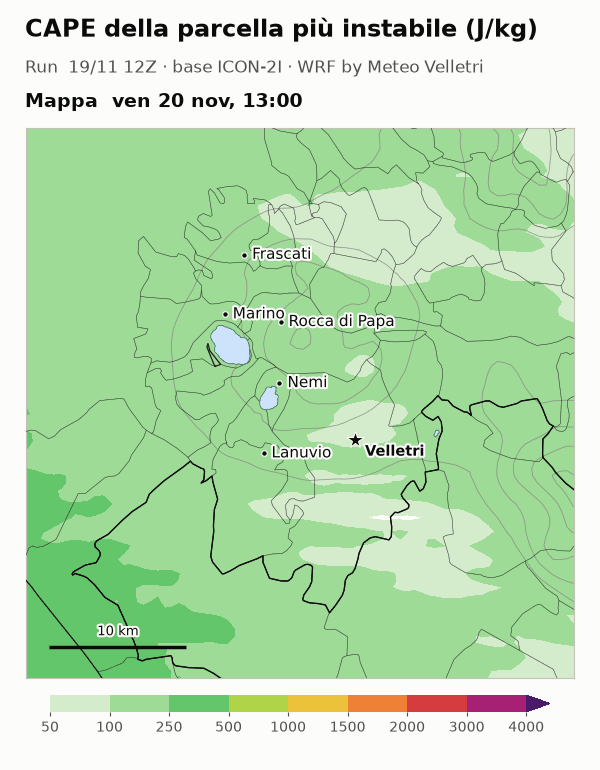 CAPE della parcella più instabile (J/kg)
Run  19/11 12Z · base ICON-2I · WRF by Meteo Velletri
Mappa  ven 20 nov, 13:00
Frascati
Marino
Rocca di Papa
Nemi
Lanuvio
Velletri
10 km
50 100 250 500 1000 1500 2000 3000 4000